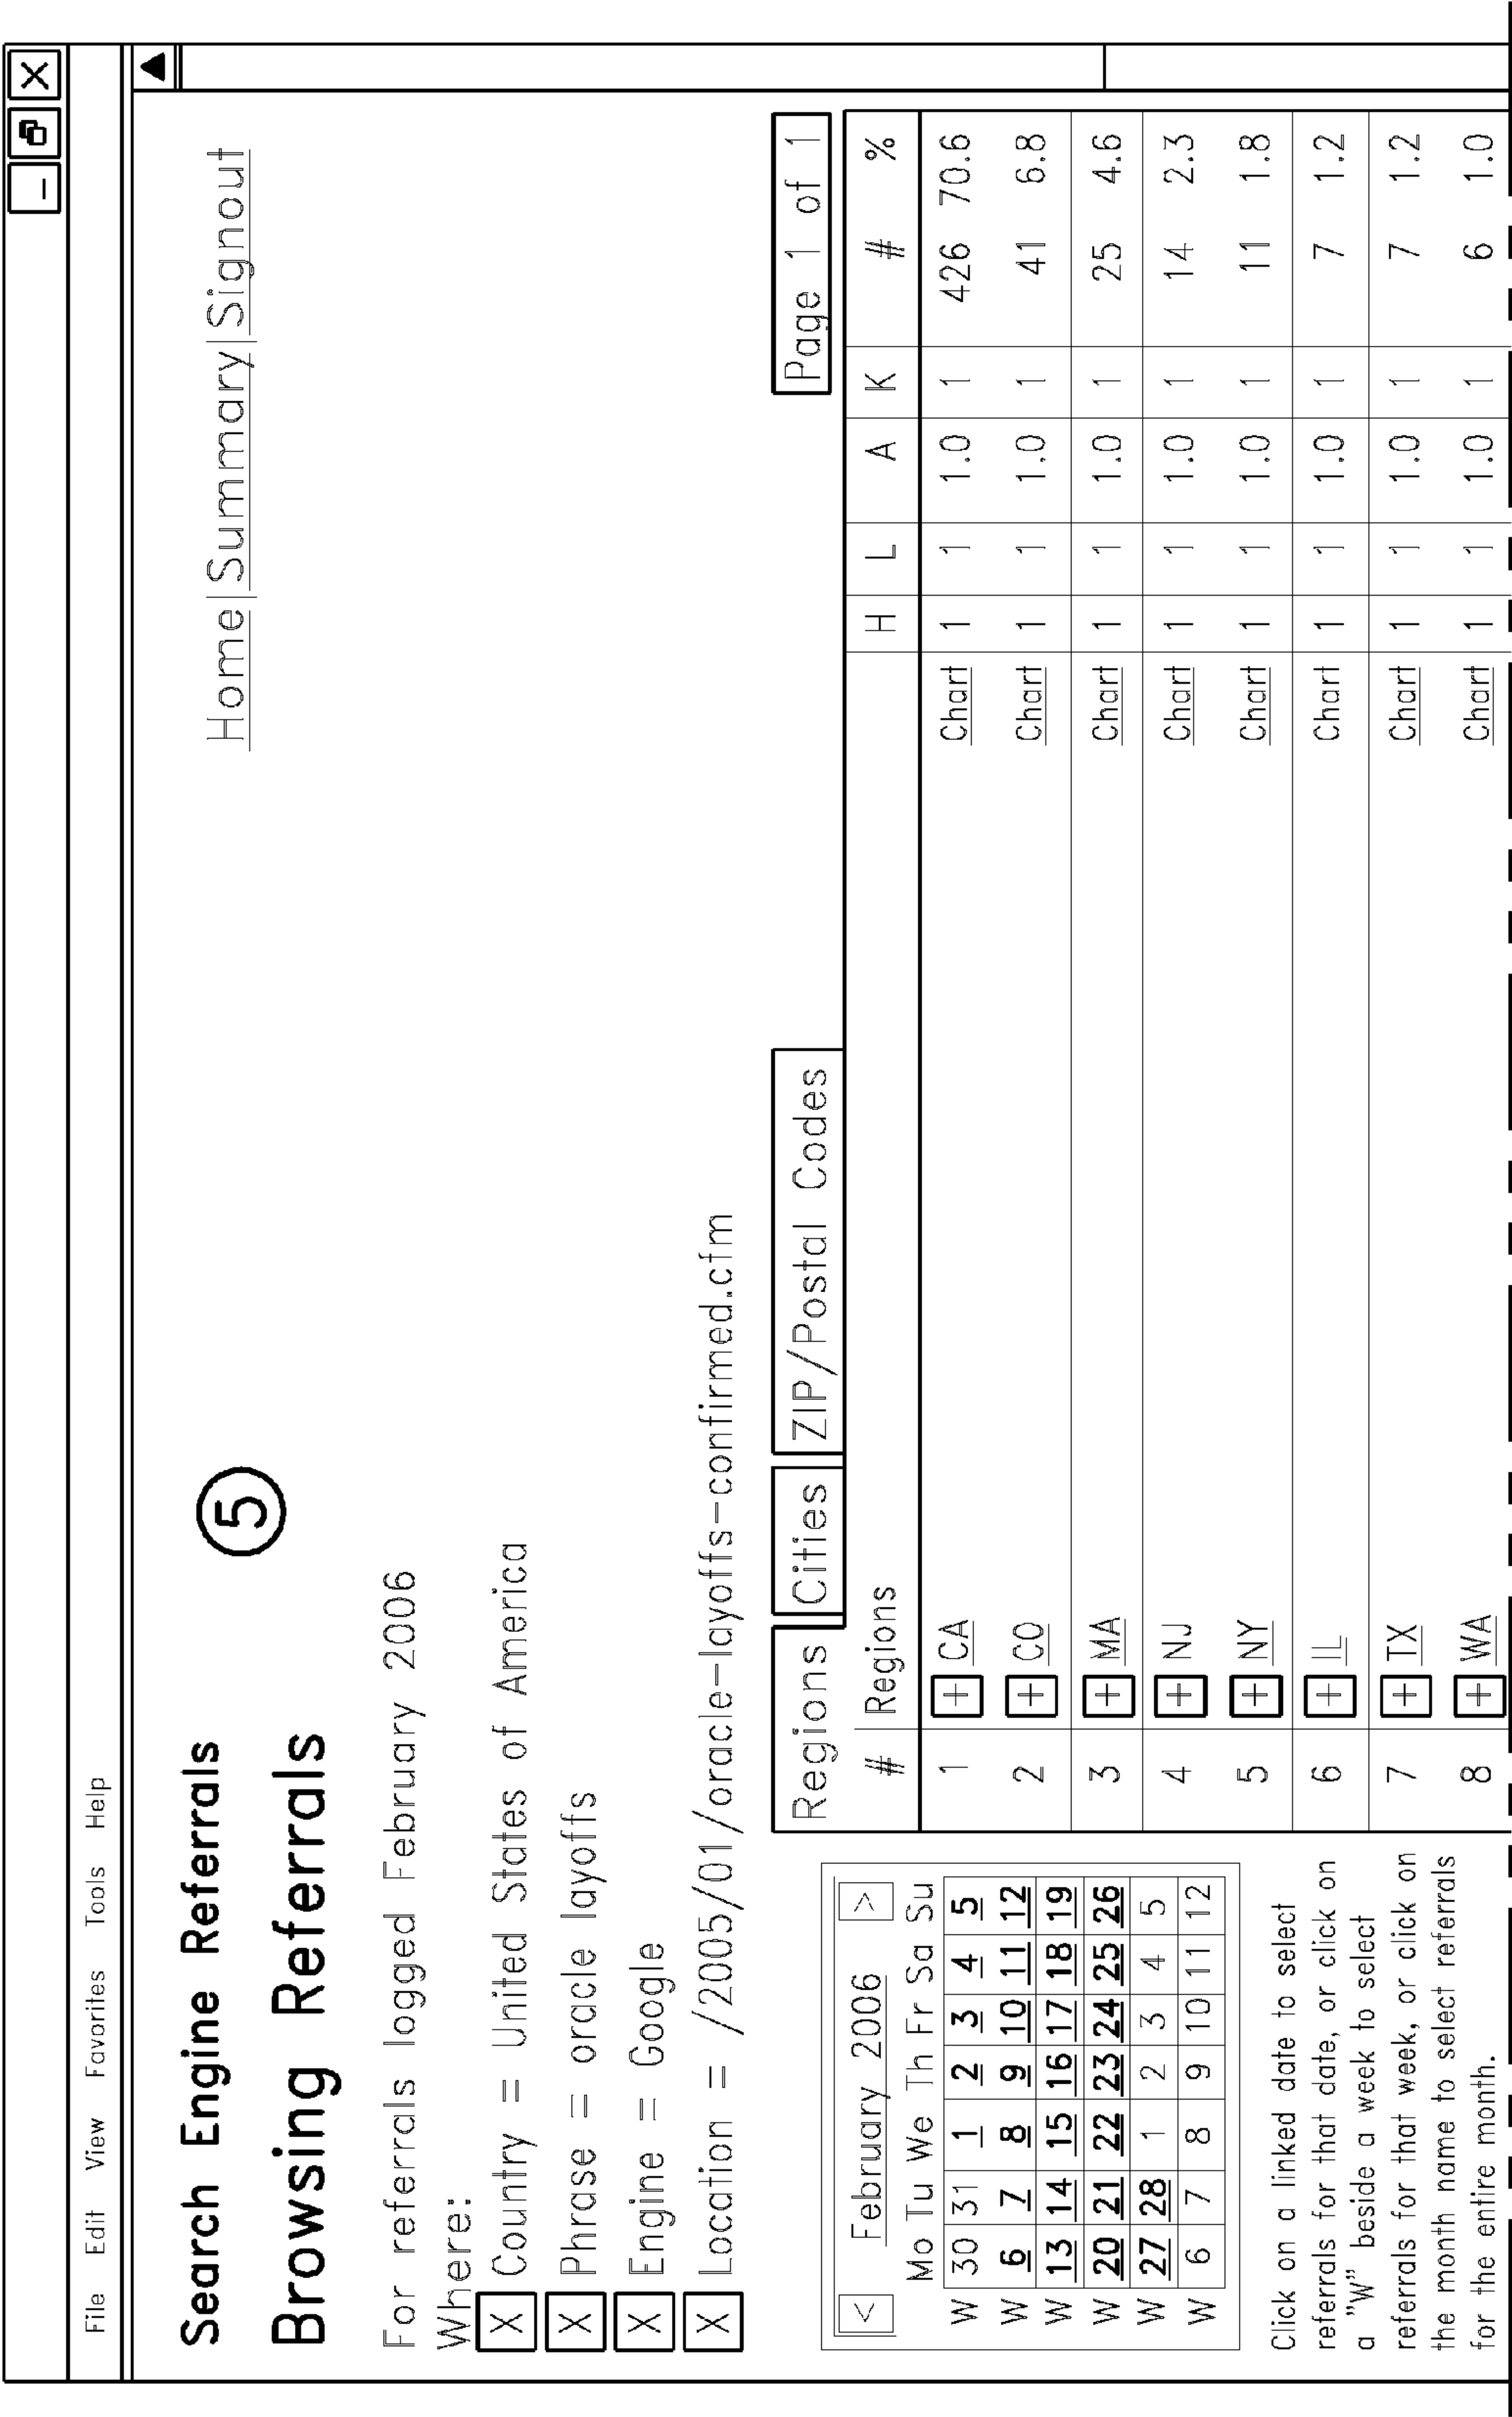 File Edit View Favorites Tools Help
Search Engine Referrals
5
Home|Summary|Signout
Browsing Referrals
For referrals logged February 2006
Where:
X Country = United States of America
X Phrase = oracle layoffs
X Engine = Google
X Location = /2005/01/oracle-layoffs-confirmed.cfm
< February 2006 >
Mo Tu We Th Fr Sa Su
W 30 31 1 2 3 4 5
W 6 7 8 9 10 11 12
W 13 14 15 16 17 18 19
W 20 21 22 23 24 25 26
W 27 28 1 2 3 4 5
W 6 7 8 9 10 11 12
Click on a linked date to select
referrals for that date, or click on
a "W" beside a week to select
referrals for that week, or click on
the month name to select referrals
for the entire month.
Regions Cities ZIP/Postal Codes Page 1 of 1
# Regions H L A K # %
1 + CA Chart 1 1 1.0 1 426 70.6
2 + CO Chart 1 1 1.0 1 41 6.8
3 + MA Chart 1 1 1.0 1 25 4.6
4 + NJ Chart 1 1 1.0 1 14 2.3
5 + NY Chart 1 1 1.0 1 11 1.8
6 + IL Chart 1 1 1.0 1 7 1.2
7 + TX Chart 1 1 1.0 1 7 1.2
8 + WA Chart 1 1 1.0 1 6 1.0